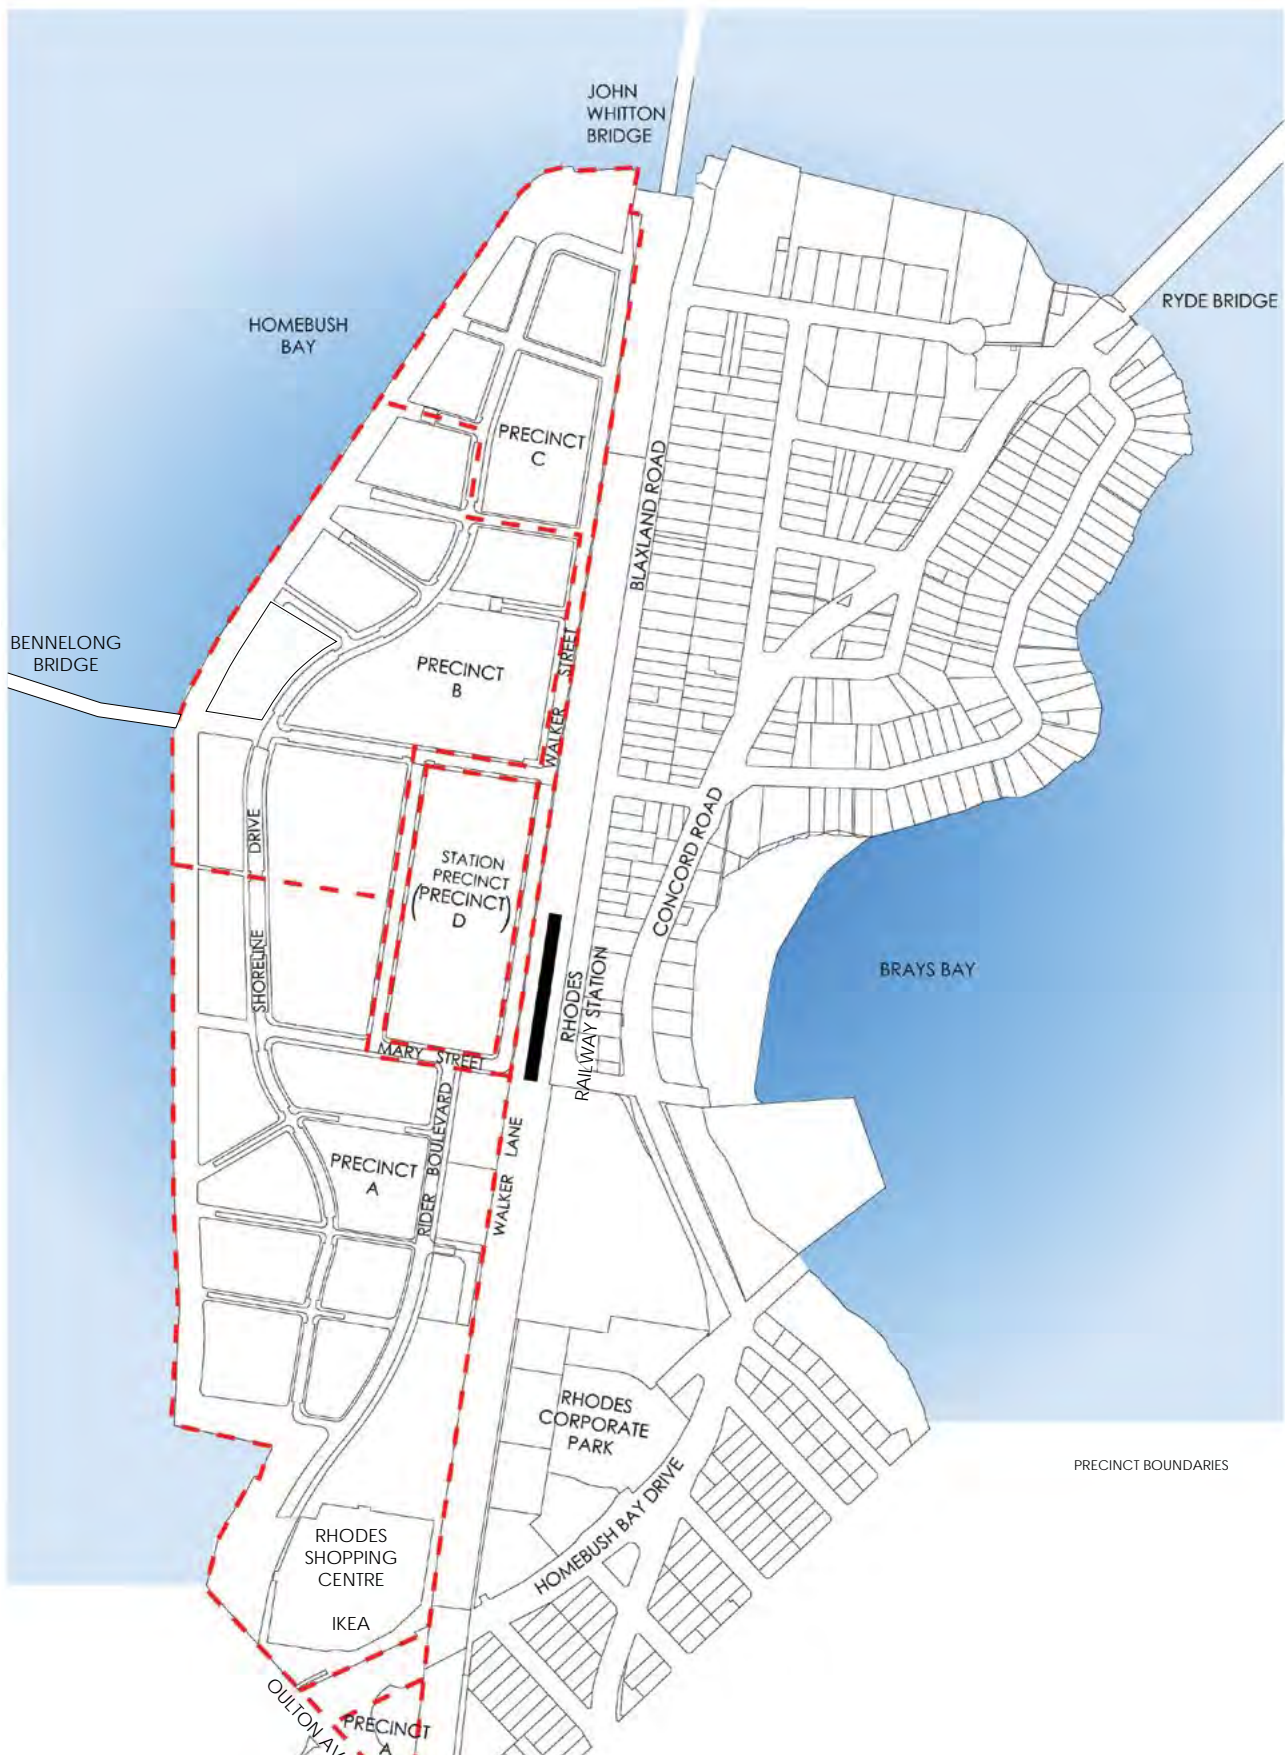 JOHN
WHITTON
BRIDGE
RYDE BRIDGE
HOMEBUSH
BAY
PRECINCT
C
BLAXLAND ROAD
BENNELONG
BRIDGE
PRECINCT
B
WALKER STREET
SHORELINE DRIVE
STATION
PRECINCT
(PRECINCT)
D
CONCORD ROAD
BRAYS BAY
RHODES
RAILWAY STATION
MARY STREET
RIDER BOULEVARD
WALKER LANE
PRECINCT
A
RHODES
CORPORATE
PARK
PRECINCT BOUNDARIES
HOMEBUSH BAY DRIVE
RHODES
SHOPPING
CENTRE
IKEA
OULTON AV
PRECINCT
A